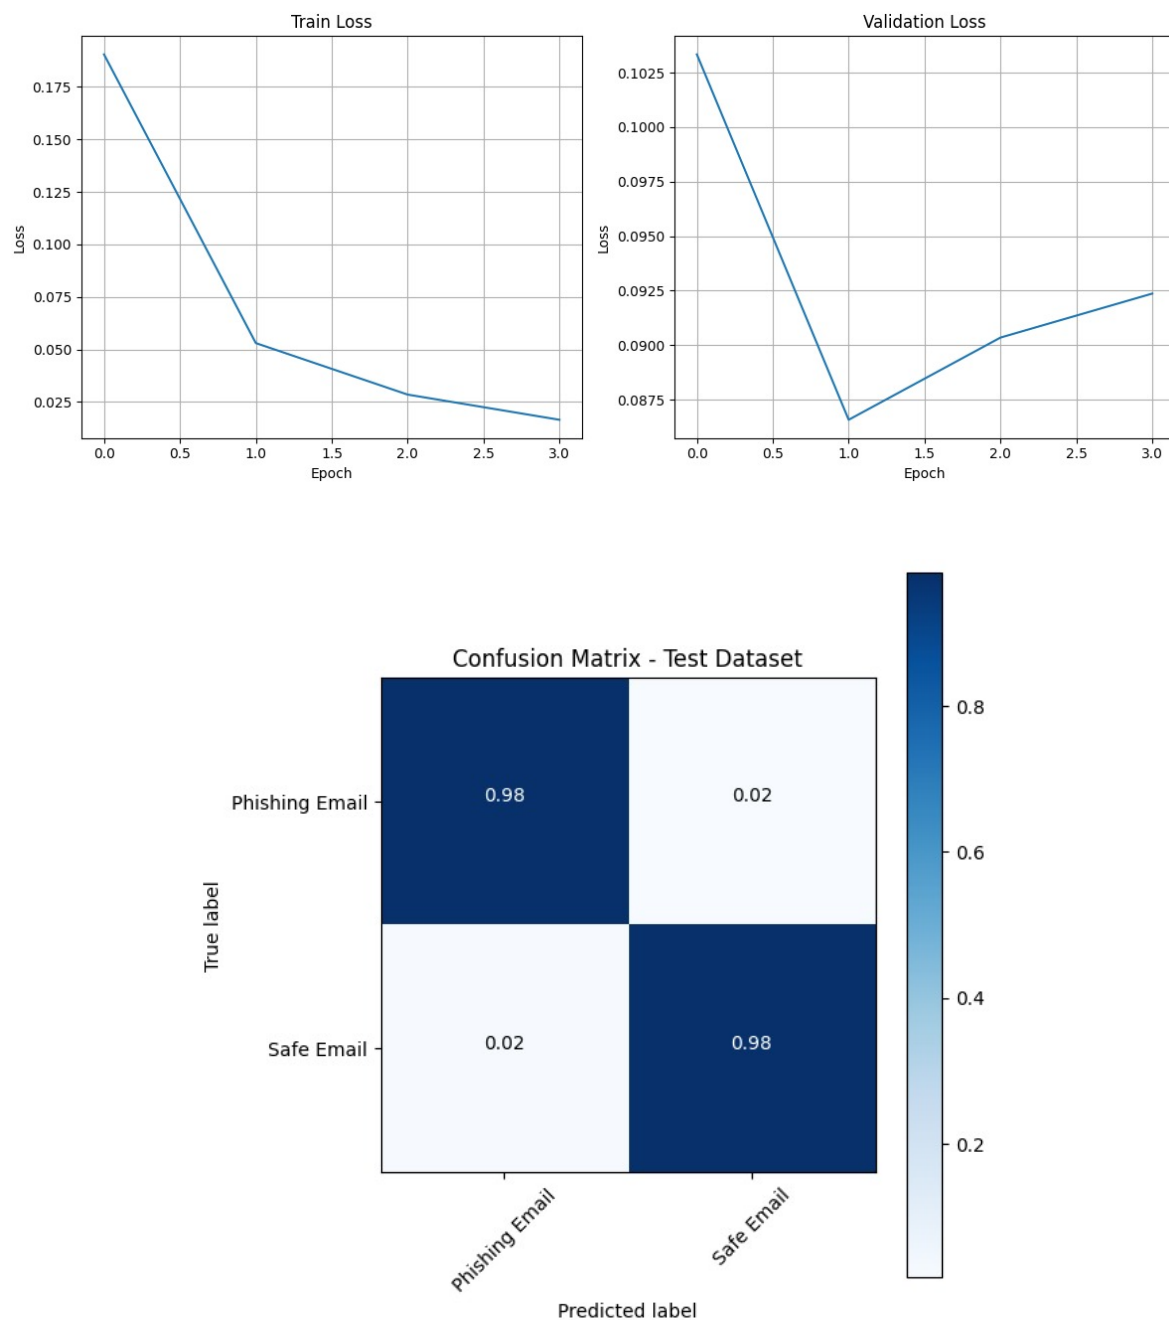 Train Loss
0.175
0.150
0.125
0.100
0.075
0.050
0.025
Loss
0.0 0.5 1.0 1.5 2.0 2.5 3.0
Epoch
Validation Loss
0.1025
0.1000
0.0975
0.0950
0.0925
0.0900
0.0875
Loss
0.0 0.5 1.0 1.5 2.0 2.5 3.0
Epoch
Confusion Matrix - Test Dataset
True label
Phishing Email
0.98 0.02
Safe Email
0.02 0.98
Phishing Email
Safe Email
Predicted label
0.8
0.6
0.4
0.2